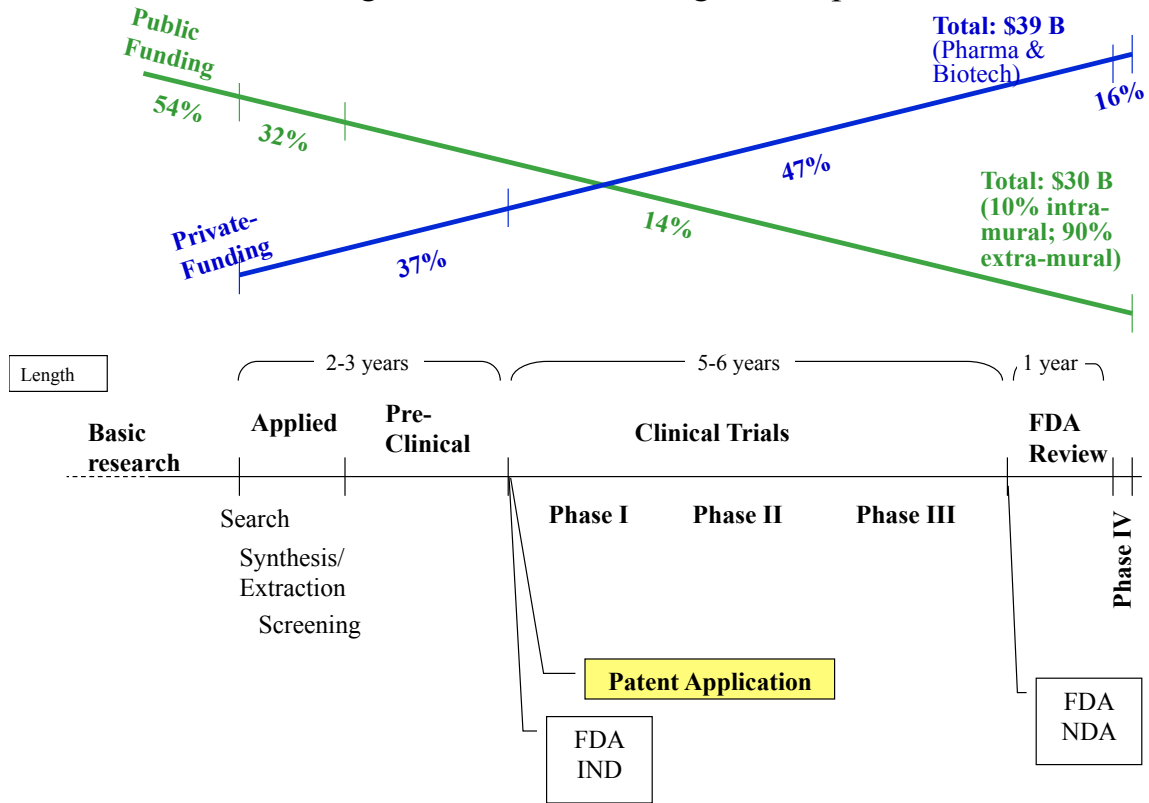 Public
Funding
54%
32%
Total: $39 B
(Pharma &
Biotech)
16%
47%
Private-
Funding
37%
14%
Total: $30 B
(10% intra-
mural; 90%
extra-mural)
Length
2-3 years
5-6 years
1 year
Basic
research
Applied
Pre-
Clinical
Clinical Trials
FDA
Review
Search
Synthesis/
Extraction
Screening
Phase I
Phase II
Phase III
Phase IV
Patent Application
FDA
IND
FDA
NDA